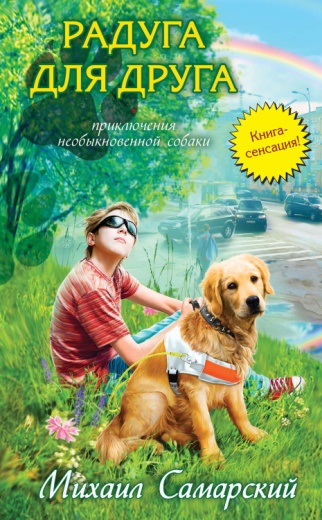 РАДУГА
ДЛЯ ДРУГА
приключения
необыкновенной собаки
Книга-
сенсация!
Михаил Самарский